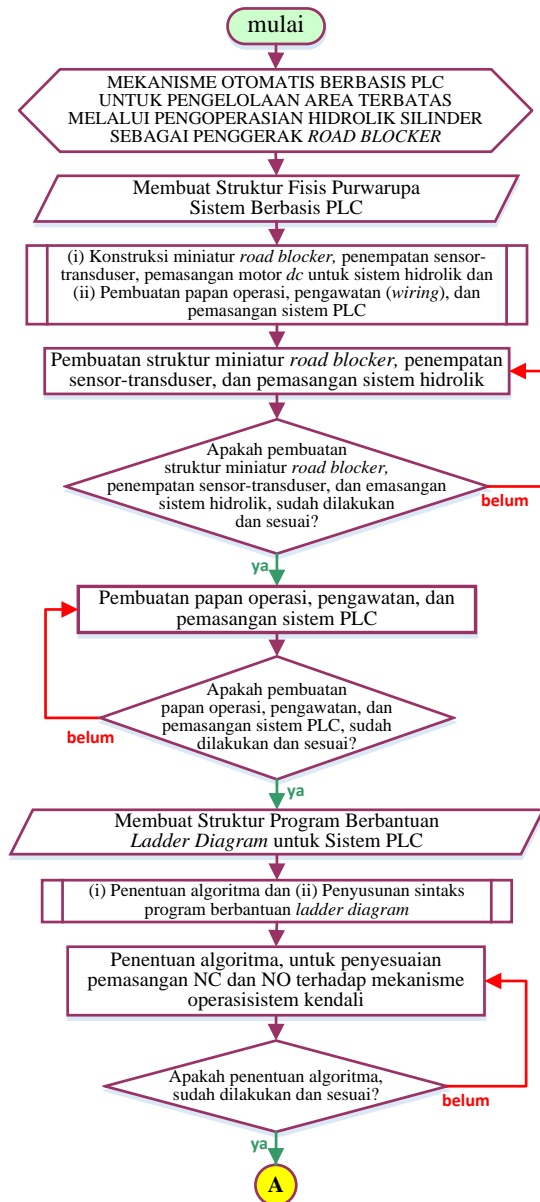 mulai
MEKANISME OTOMATIS BERBASIS PLC
UNTUK PENGELOLAAN AREA TERBATAS
MELALUI PENGOPERASIAN HIDROLIK SILINDER
SEBAGAI PENGGERAK ROAD BLOCKER
Membuat Struktur Fisis Purwarupa
Sistem Berbasis PLC
(i) Konstruksi miniatur road blocker, penempatan sensor-
transduser, pemasangan motor dc untuk sistem hidrolik dan
(ii) Pembuatan papan operasi, pengawatan (wiring), dan
pemasangan sistem PLC
Pembuatan struktur miniatur road blocker, penempatan
sensor-transduser, dan pemasangan sistem hidrolik
Apakah pembuatan
struktur miniatur road blocker,
penempatan sensor-transduser, dan emasangan
sistem hidrolik, sudah dilakukan
dan sesuai?
belum
ya
Pembuatan papan operasi, pengawatan, dan
pemasangan sistem PLC
Apakah pembuatan
papan operasi, pengawatan, dan
pemasangan sistem PLC, sudah
dilakukan dan sesuai?
belum
ya
Membuat Struktur Program Berbantuan
Ladder Diagram untuk Sistem PLC
(i) Penentuan algoritma dan (ii) Penyusunan sintaks
program berbantuan ladder diagram
Penentuan algoritma, untuk penyesuaian
pemasangan NC dan NO terhadap mekanisme
operasisistem kendali
Apakah penentuan algoritma,
sudah dilakukan dan sesuai?
belum
ya
A